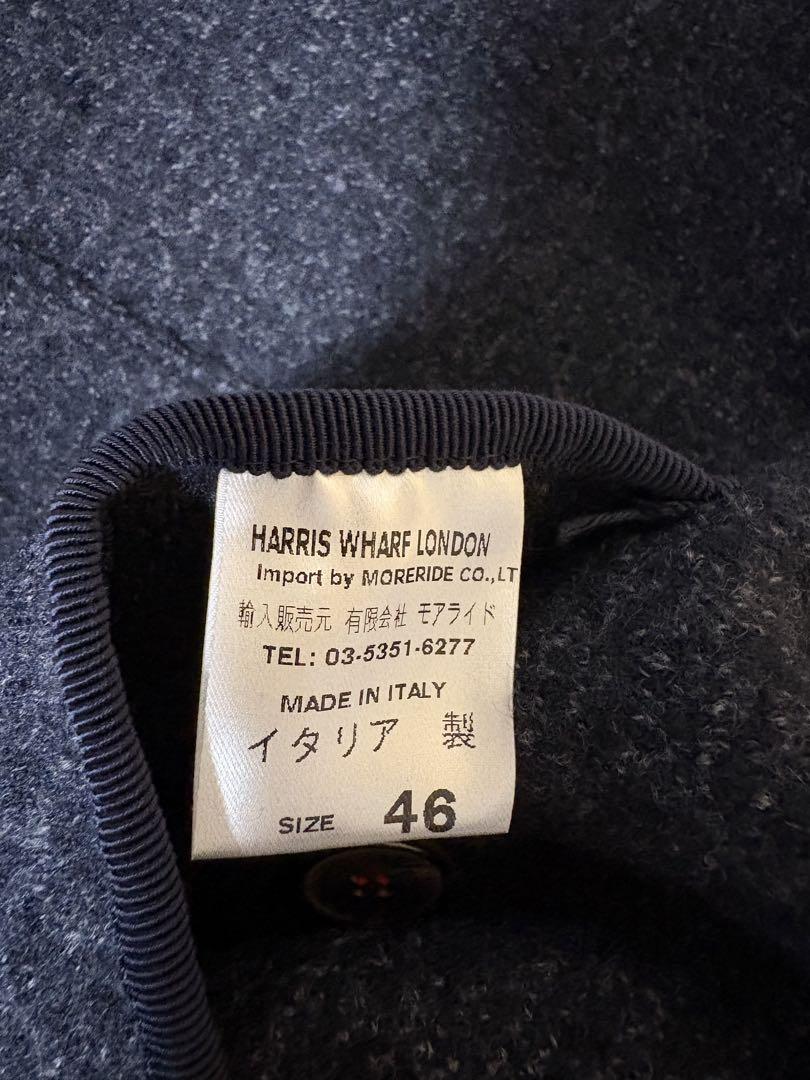 HARRIS WHARF LONDON
Import by MORERIDE CO.,LT
輸入販売元 有限会社 モアライド
TEL: 03-5351-6277
MADE IN ITALY
イタリア 製
SIZE 46